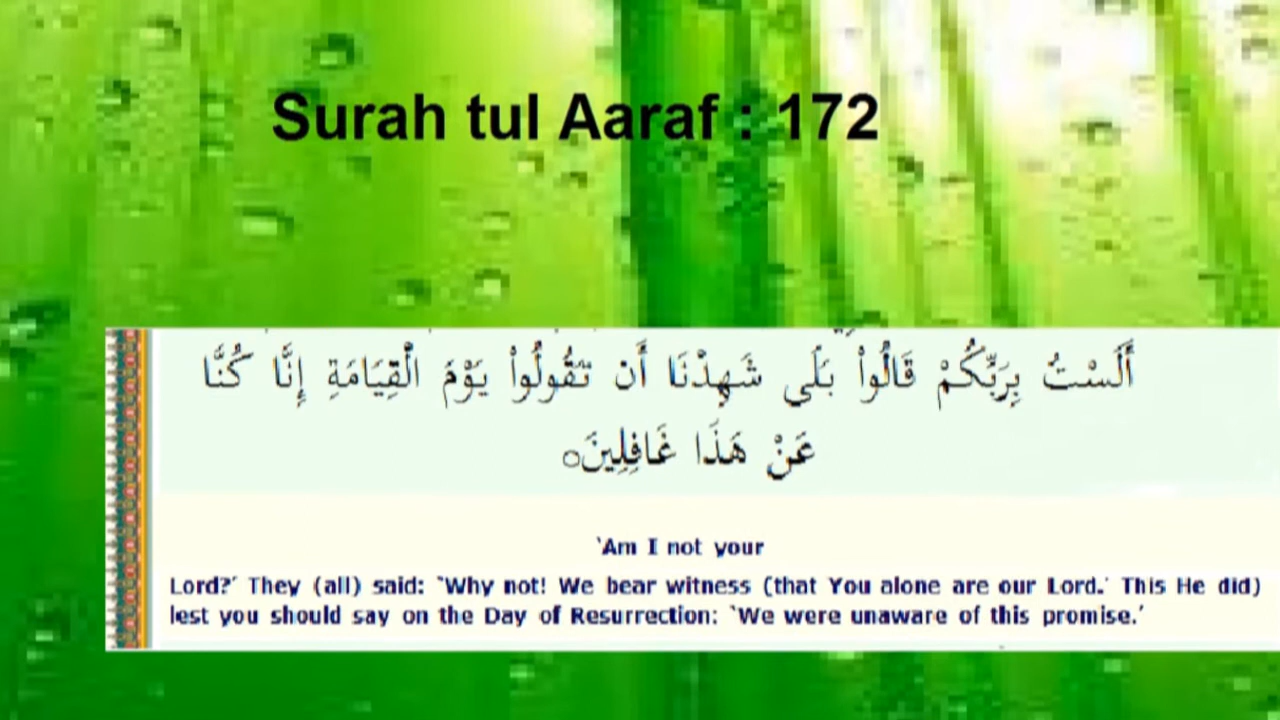 Surah tul Aaraf : 172
أَلَسْتُ بِرَبِّكُمْ قَالُواْ بَلَى شَهِدْنَا أَن تَقُولُواْ يَوْمَ الْقِيَامَةِ إِنَّا كُنَّا
عَنْ هَذَا غَافِلِينَ
`Am I not your
Lord?' They (all) said: `Why not! We bear witness (that You alone are our Lord.' This He did)
lest you should say on the Day of Resurrection: `We were unaware of this promise.'